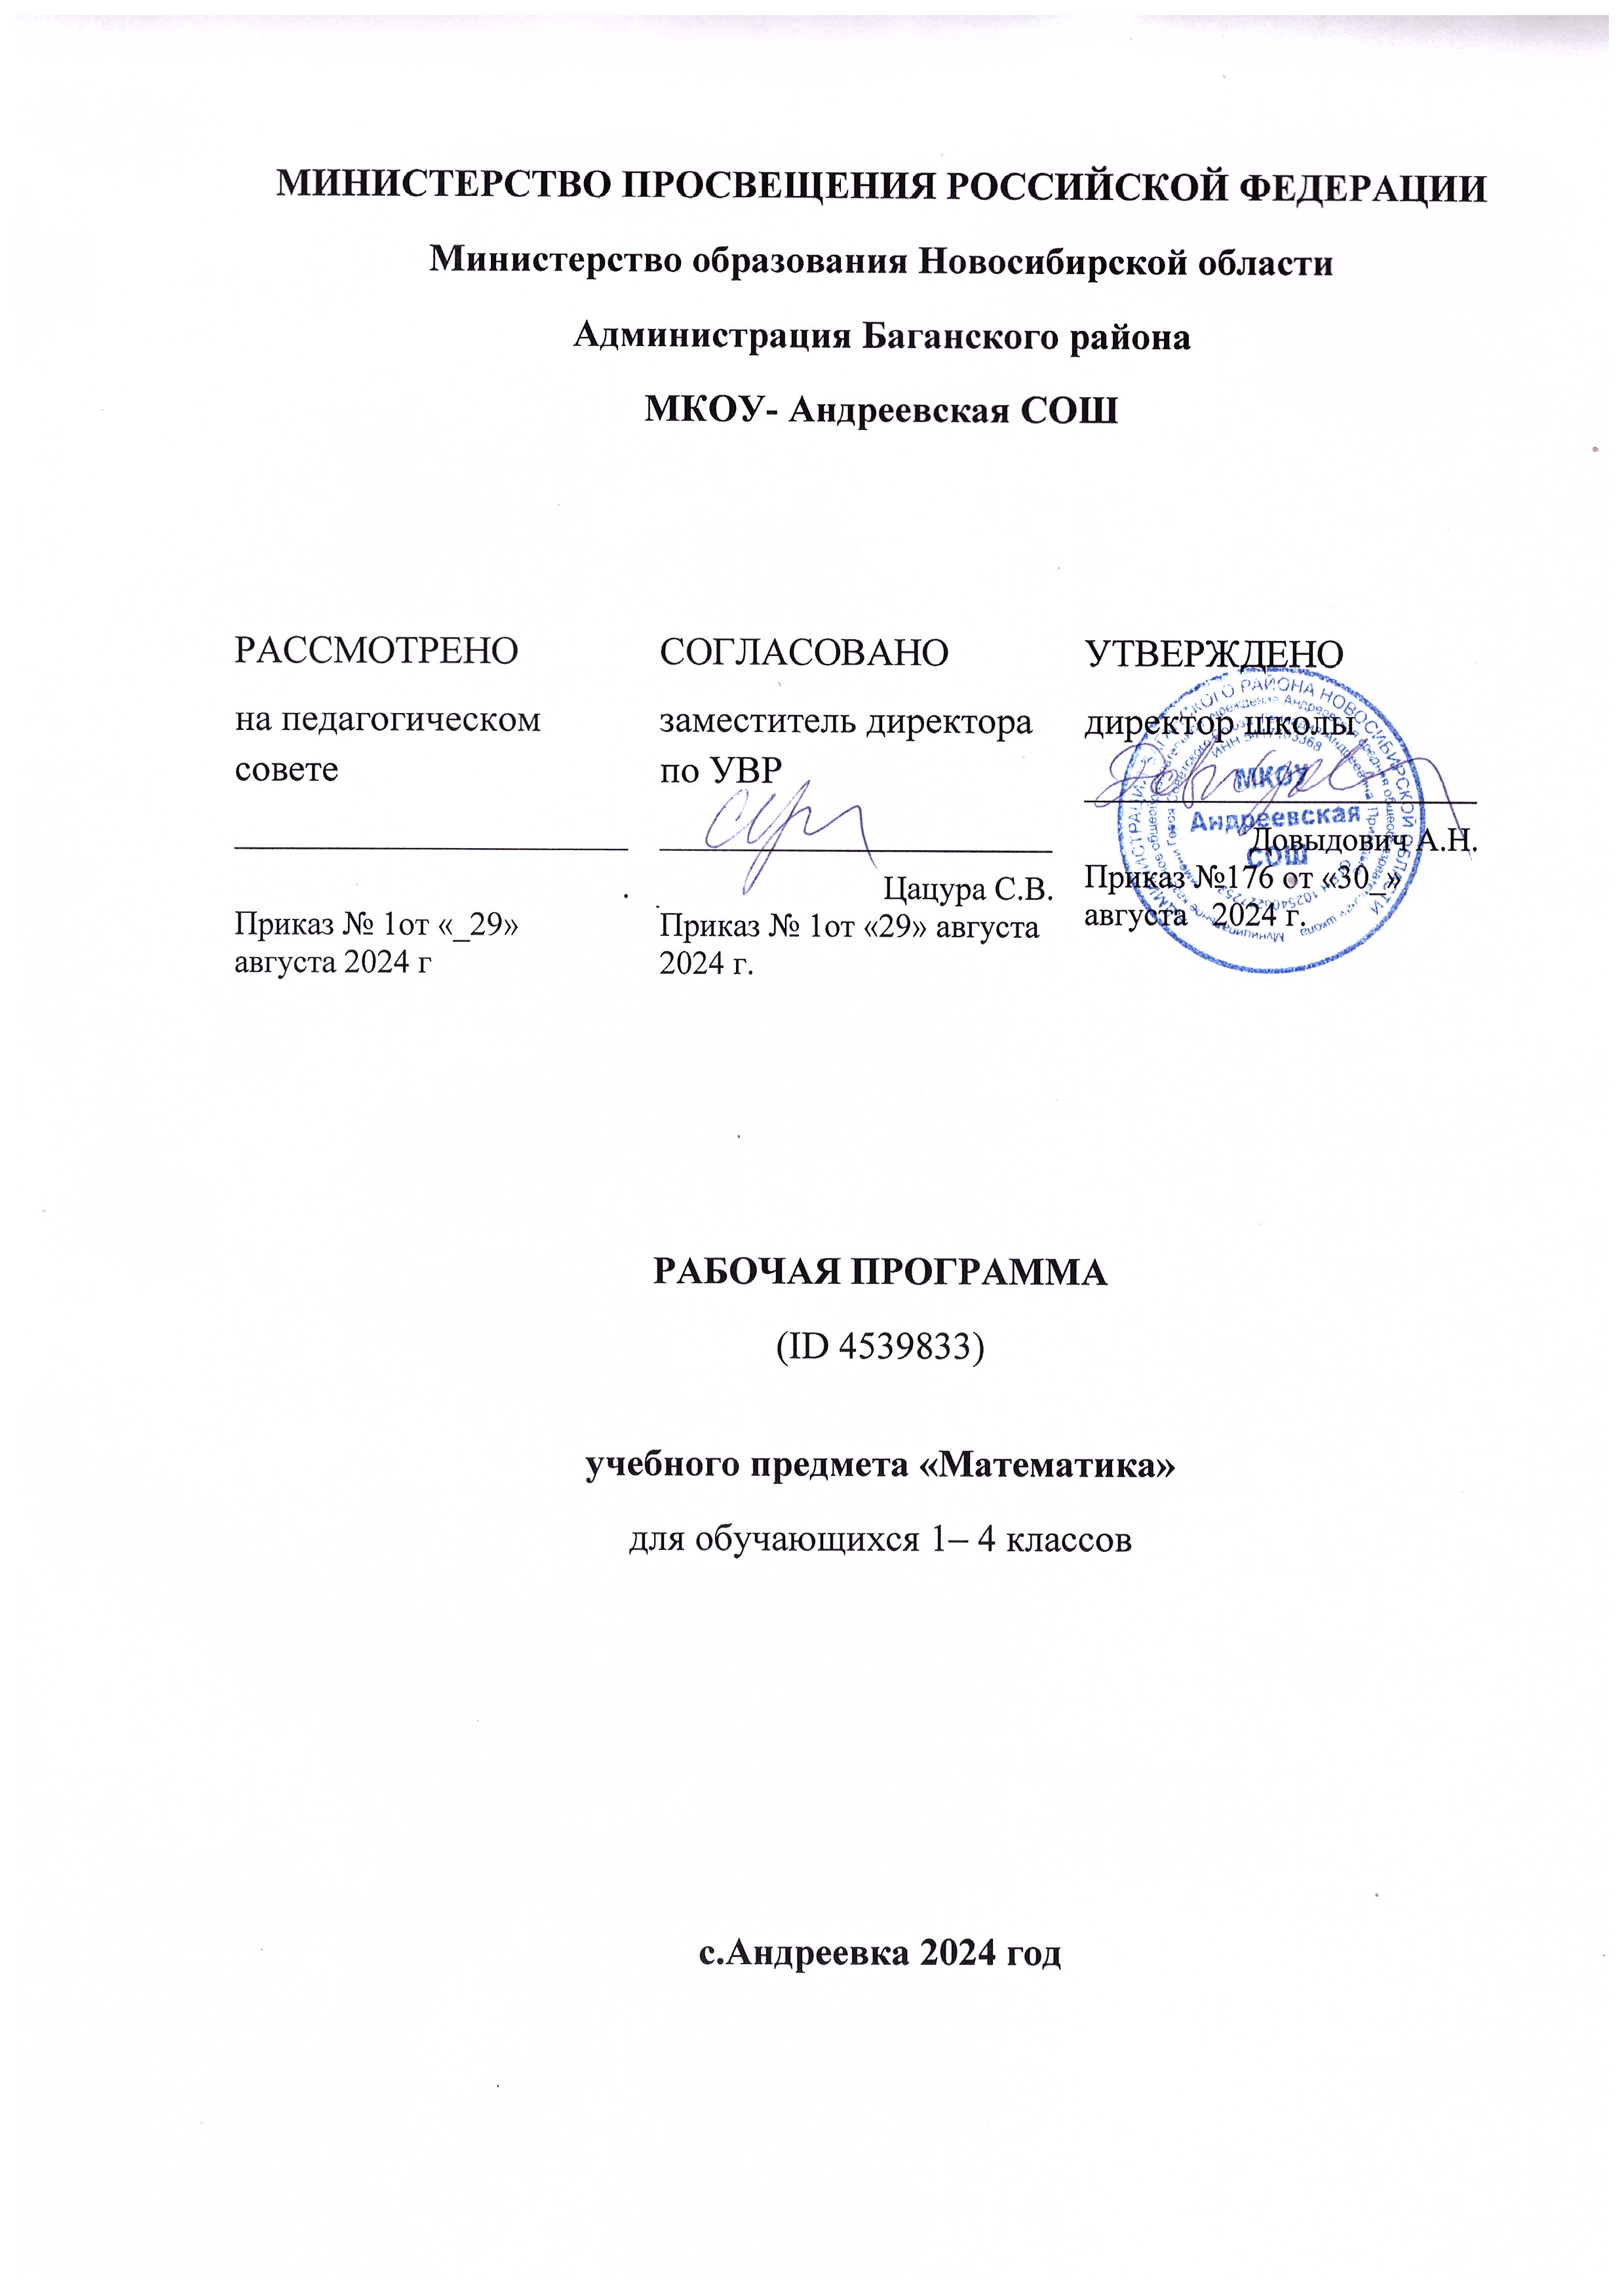 МИНИСТЕРСТВО ПРОСВЕЩЕНИЯ РОССИЙСКОЙ ФЕДЕРАЦИИ
Министерство образования Новосибирской области
Администрация Баганского района
МКОУ- Андреевская СОШ
РАССМОТРЕНО
на педагогическом
совете
.
Приказ № 1от «_29»
августа 2024 г
СОГЛАСОВАНО
заместитель директора
по УВР
Цацура С.В.
Приказ № 1от «29» августа
2024 г.
УТВЕРЖДЕНО
директор школы
Довыдович А.Н.
Приказ №176 от «30_»
августа 2024 г.
РАЙОНА НОВОСИБИРСКОЙ ОБЛАСТИ
МКОУ
Андреевская
СОШ
РАБОЧАЯ ПРОГРАММА
(ID 4539833)
учебного предмета «Математика»
для обучающихся 1– 4 классов
с.Андреевка 2024 год